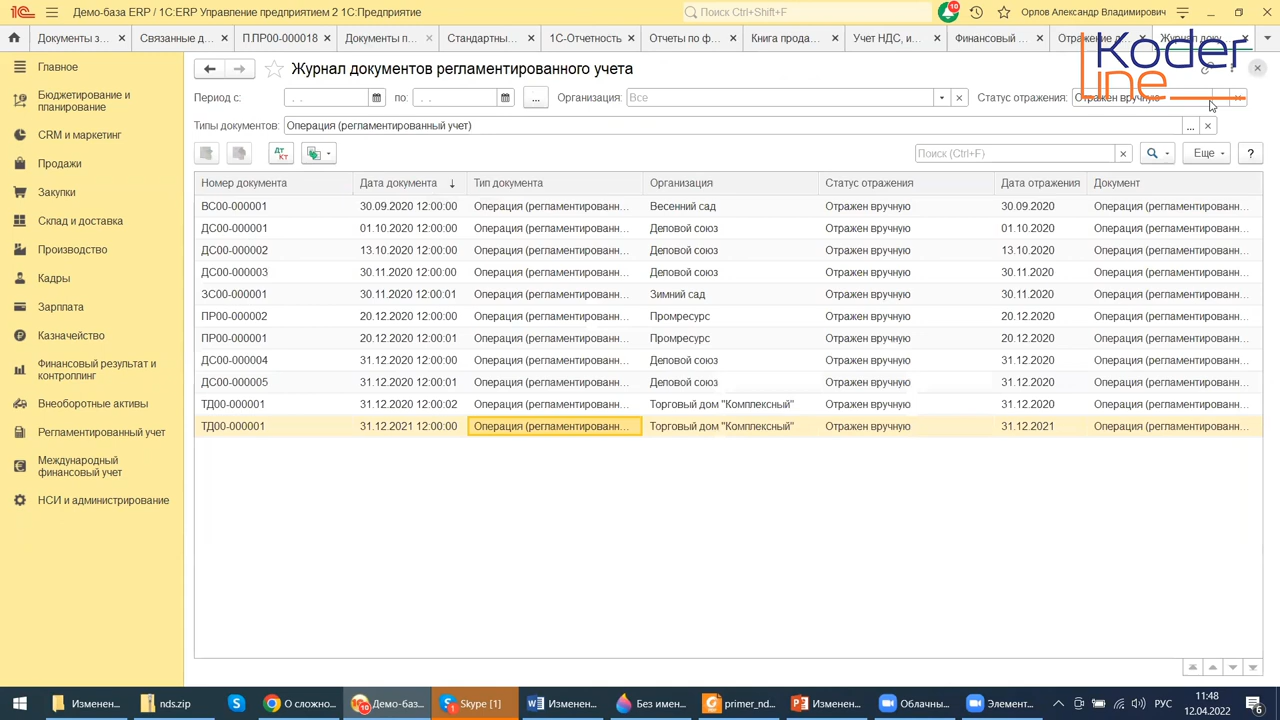 Демо-база ERP / 1C:ERP Управление предприятием 2 1С:Предприятие
Поиск Ctrl+Shift+F
10
Орлов Александр Владимирович
Документы з...
Связанные д...
П.ПР00-000018
Документы п...
Стандартны...
1С-Отчетность
Отчеты по ф...
Книга прода...
Учет НДС, и...
Финансовый ...
Отражение д...
Журнал доку...
Koder
line
Главное
Бюджетирование и
планирование
CRM и маркетинг
Продажи
Закупки
Склад и доставка
Производство
Кадры
Зарплата
Казначейство
Финансовый результат и
контроллинг
Внеоборотные активы
Регламентированный учет
Международный
финансовый учет
НСИ и администрирование
Журнал документов регламентированного учета
Период с: . . по: . . ... Организация: Все Статус отражения: Отражен вручную
Типы документов: Операция (регламентированный учет) ...
Дт Кт Поиск (Ctrl+F) Еще ?
Номер документа Дата документа ↓ Тип документа Организация Статус отражения Дата отражения Документ
ВС00-000001 30.09.2020 12:00:00 Операция (регламентированн... Весенний сад Отражен вручную 30.09.2020 Операция (регламентированн...
ДС00-000001 01.10.2020 12:00:00 Операция (регламентированн... Деловой союз Отражен вручную 01.10.2020 Операция (регламентированн...
ДС00-000002 13.10.2020 12:00:00 Операция (регламентированн... Деловой союз Отражен вручную 13.10.2020 Операция (регламентированн...
ДС00-000003 30.11.2020 12:00:00 Операция (регламентированн... Деловой союз Отражен вручную 30.11.2020 Операция (регламентированн...
ЗС00-000001 30.11.2020 12:00:01 Операция (регламентированн... Зимний сад Отражен вручную 30.11.2020 Операция (регламентированн...
ПР00-000002 20.12.2020 12:00:00 Операция (регламентированн... Промресурс Отражен вручную 20.12.2020 Операция (регламентированн...
ПР00-000001 20.12.2020 12:00:01 Операция (регламентированн... Промресурс Отражен вручную 20.12.2020 Операция (регламентированн...
ДС00-000004 31.12.2020 12:00:00 Операция (регламентированн... Деловой союз Отражен вручную 31.12.2020 Операция (регламентированн...
ДС00-000005 31.12.2020 12:00:01 Операция (регламентированн... Деловой союз Отражен вручную 31.12.2020 Операция (регламентированн...
ТД00-000001 31.12.2020 12:00:02 Операция (регламентированн... Торговый дом "Комплексный" Отражен вручную 31.12.2020 Операция (регламентированн...
ТД00-000001 31.12.2021 12:00:00 Операция (регламентированн... Торговый дом "Комплексный" Отражен вручную 31.12.2021 Операция (регламентированн...
Изменен...
nds.zip
О сложно...
10
Демо-баз...
Skype [1]
Изменен...
Без имен...
primer_nd...
Изменен...
Облачны...
Элемент...
РУС
11:48
12.04.2022
6